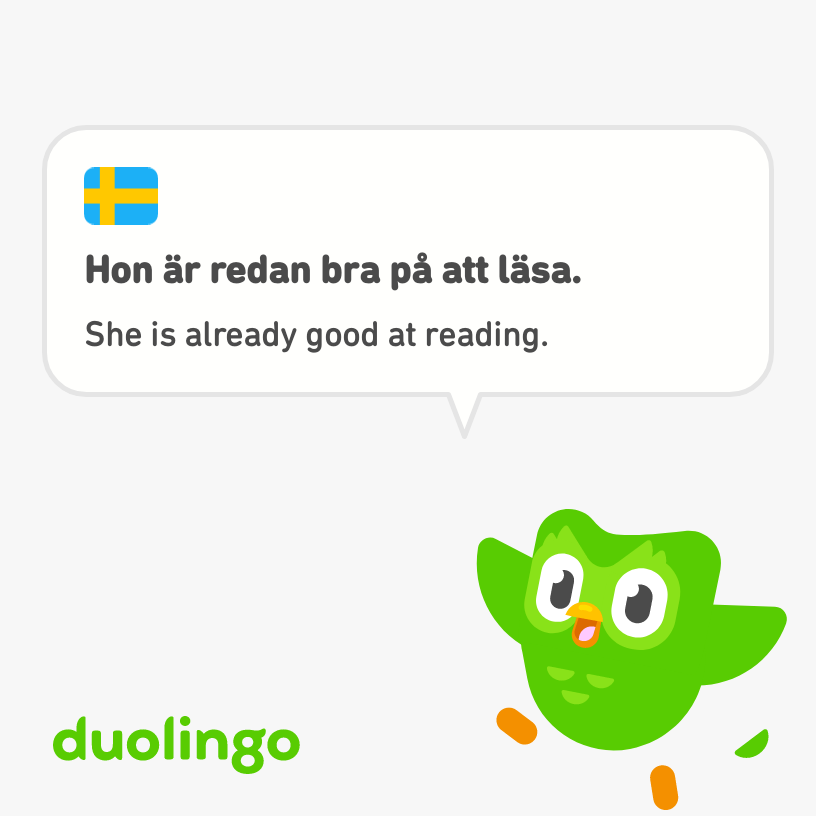 Hon är redan bra på att läsa.
She is already good at reading.
duolingo